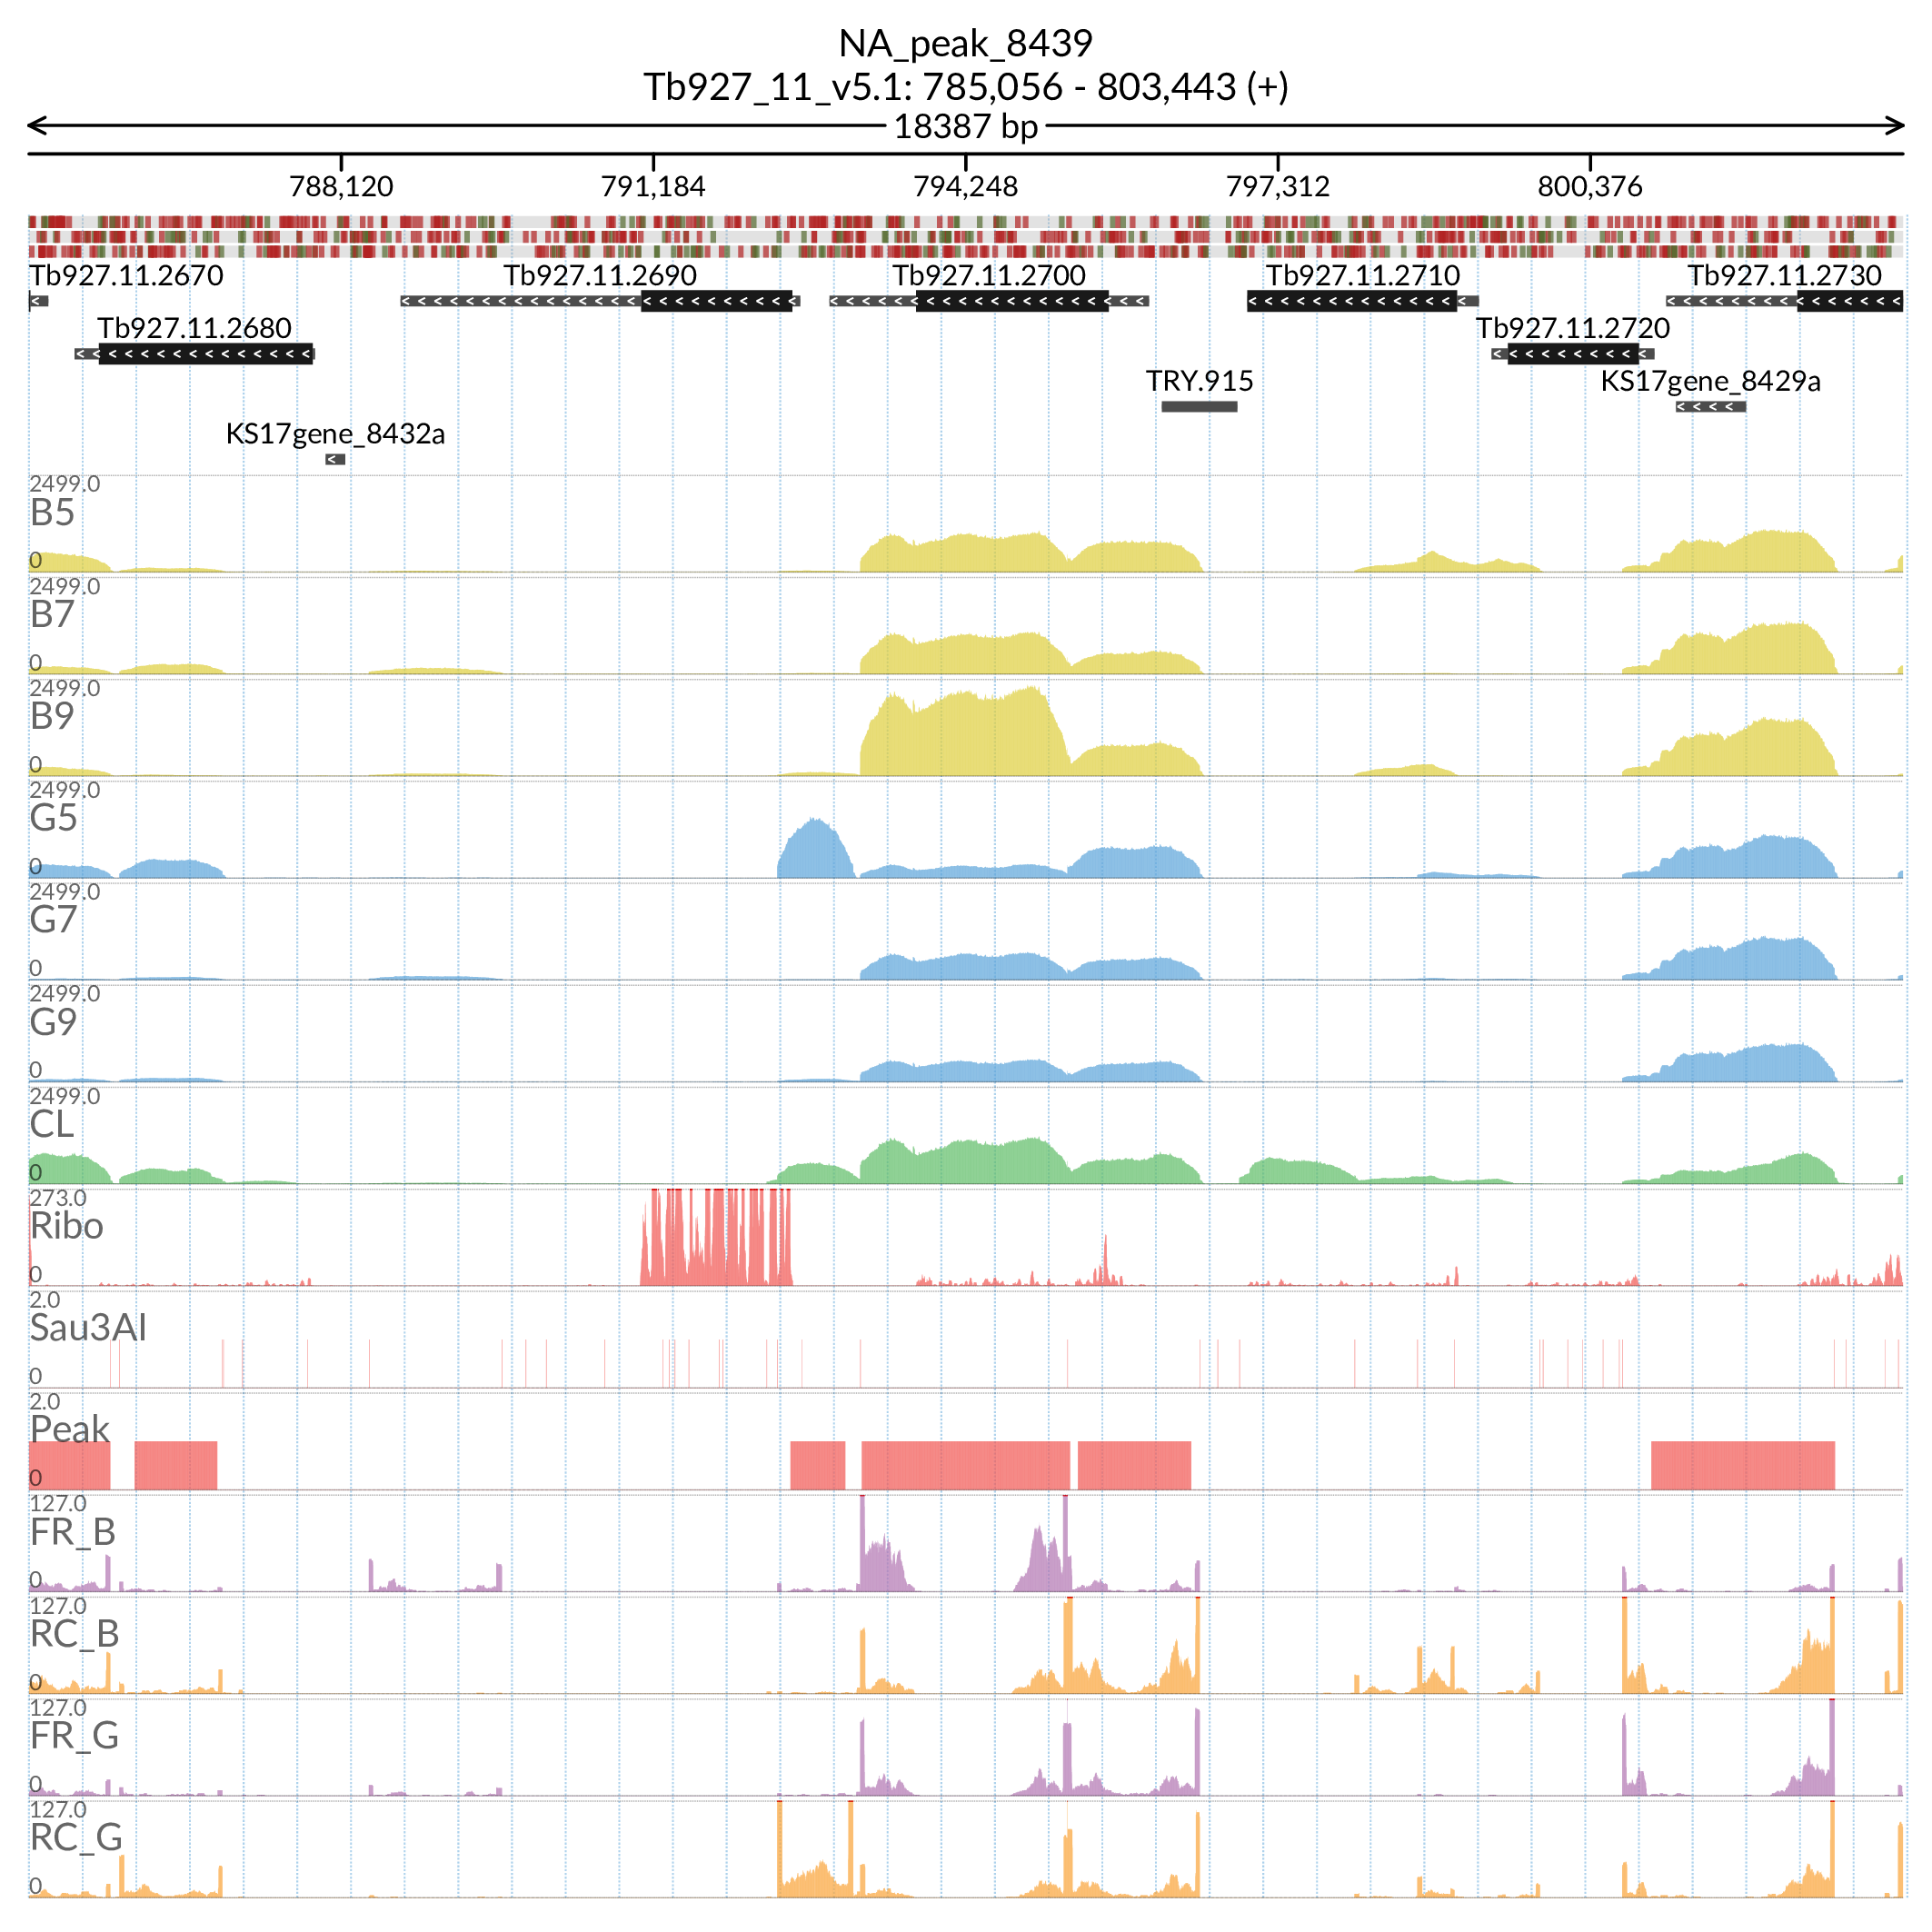 NA_peak_8439
Tb927_11_v5.1: 785,056 - 803,443 (+)
18387 bp
788,120 791,184 794,248 797,312 800,376
Tb927.11.2670 Tb927.11.2690 Tb927.11.2700 Tb927.11.2710 Tb927.11.2730
Tb927.11.2680 Tb927.11.2720
TRY.915 KS17gene_8429a
KS17gene_8432a
2499.0
B5
0
2499.0
B7
0
2499.0
B9
0
2499.0
G5
0
2499.0
G7
0
2499.0
G9
0
2499.0
CL
0
273.0
Ribo
0
2.0
Sau3AI
0
2.0
Peak
0
127.0
FR_B
0
127.0
RC_B
0
127.0
FR_G
0
127.0
RC_G
0